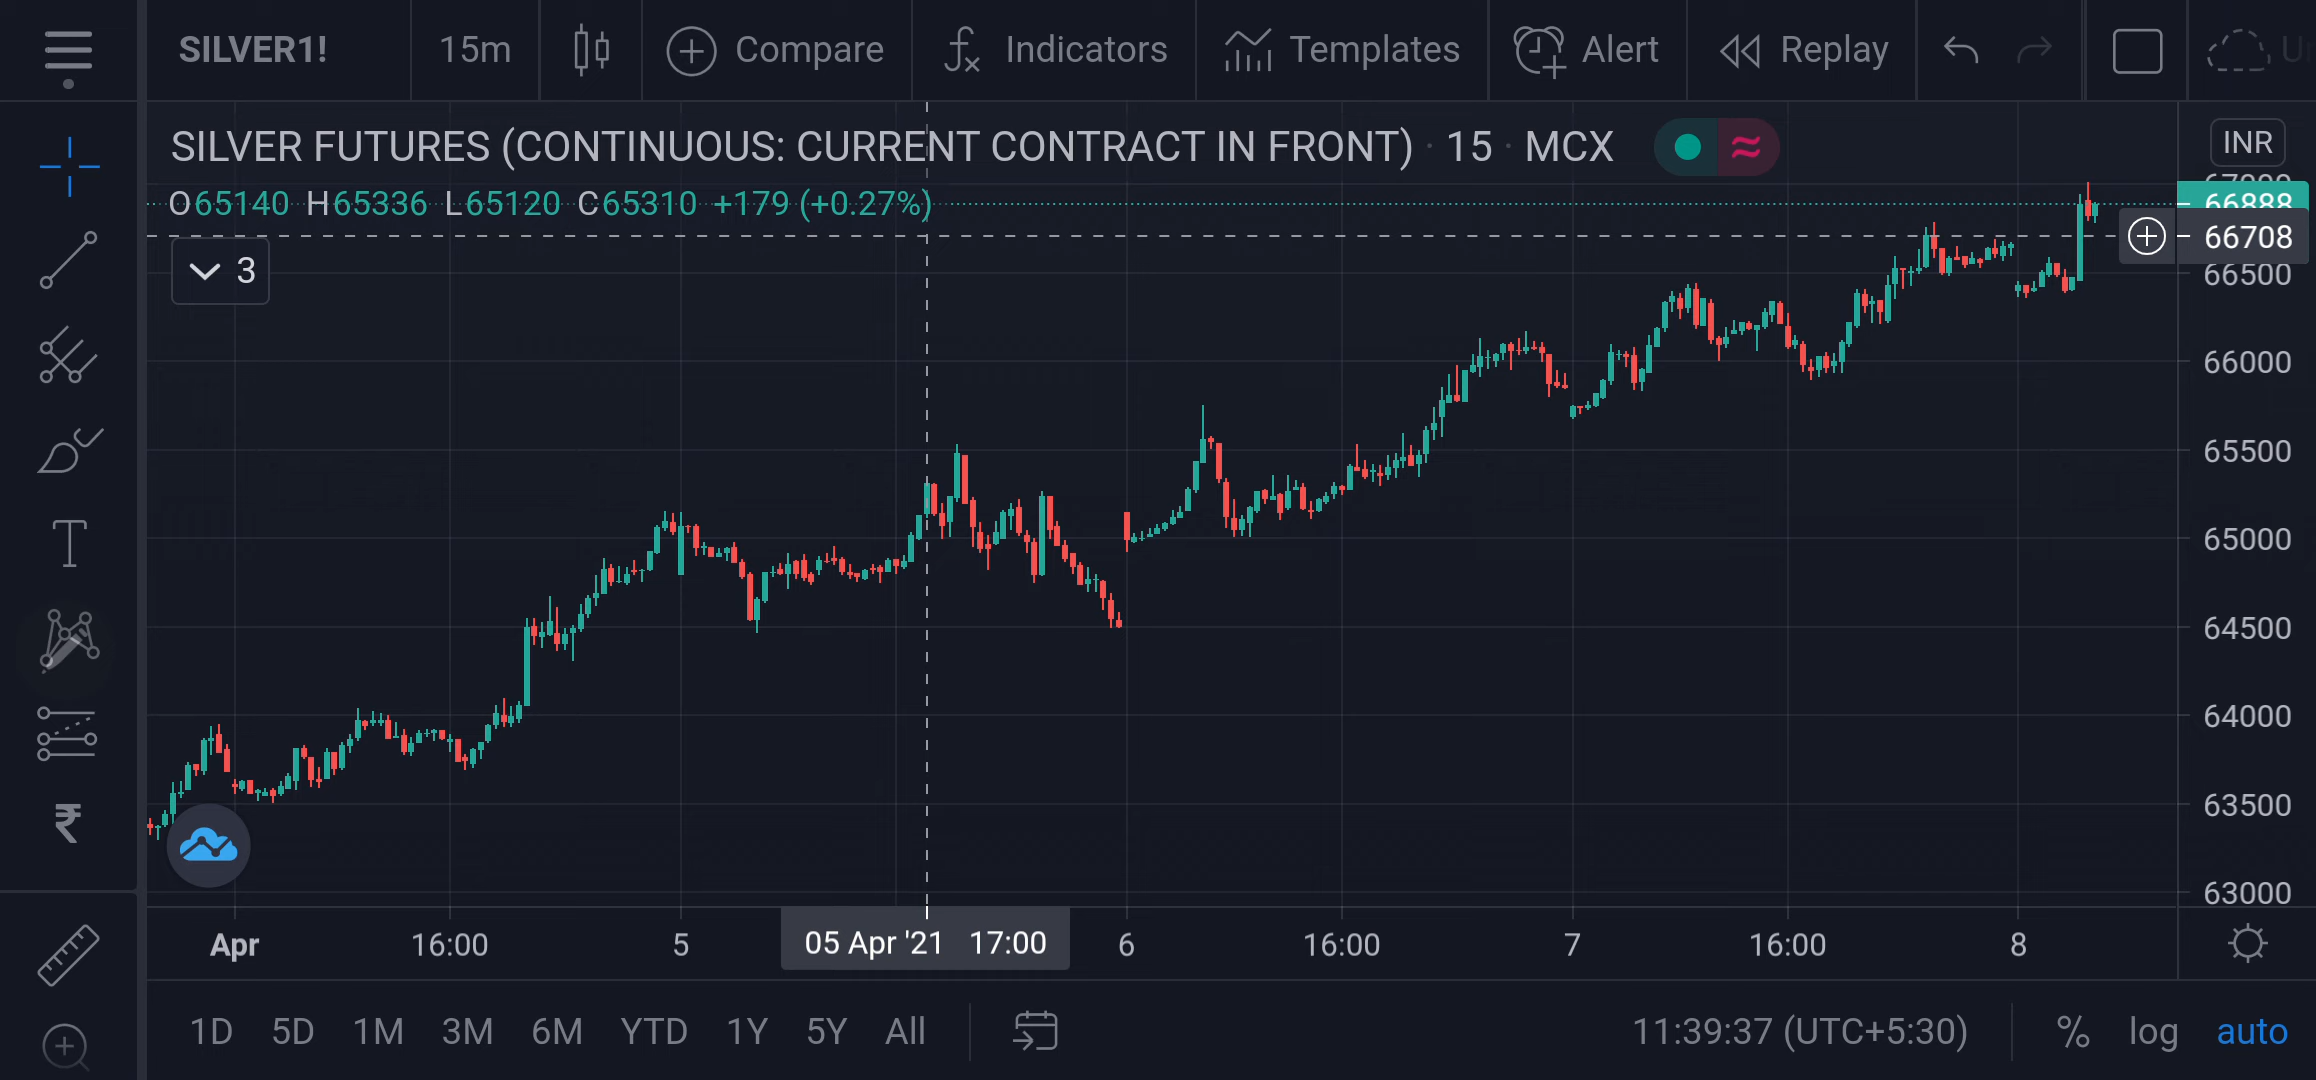 SILVER1! 15m Compare Indicators Templates Alert Replay
SILVER FUTURES (CONTINUOUS: CURRENT CONTRACT IN FRONT) · 15 · MCX
INR
O65140 H65336 L65120 C65310 +179 (+0.27%)
3
67000
66888
66708
66500
66000
65500
65000
64500
64000
63500
63000
Apr 16:00 5 05 Apr '21 17:00 6 16:00 7 16:00 8
1D 5D 1M 3M 6M YTD 1Y 5Y All 11:39:37 (UTC+5:30) % log auto